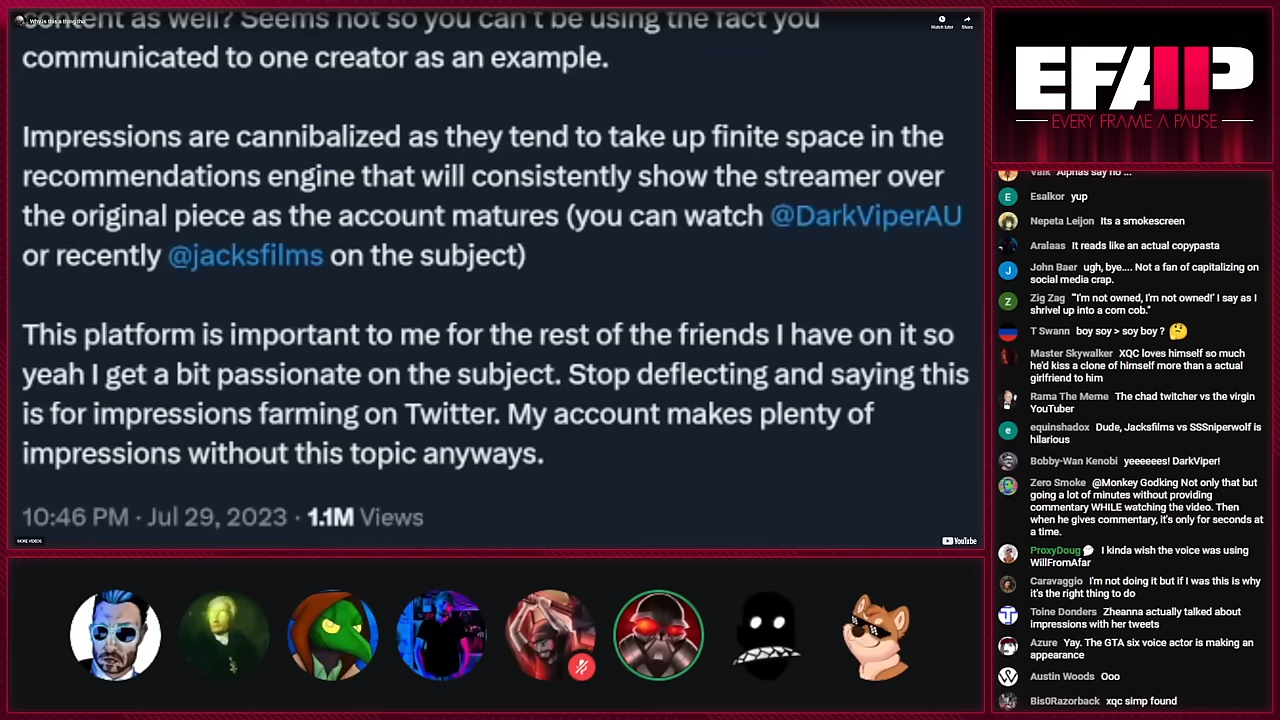 content as well? Seems not so you can't be using the fact you
communicated to one creator as an example.
Impressions are cannibalized as they tend to take up finite space in the
recommendations engine that will consistently show the streamer over
the original piece as the account matures (you can watch @DarkViperAU
or recently @jacksfilms on the subject)
This platform is important to me for the rest of the friends I have on it so
yeah I get a bit passionate on the subject. Stop deflecting and saying this
is for impressions farming on Twitter. My account makes plenty of
impressions without this topic anyways.
10:46 PM · Jul 29, 2023 · 1.1M Views
Why is this a thing
Watch later
Share
MORE VIDEOS
YouTube
EFAP
EVERY FRAME A PAUSE
Valk Alphas say no ...
E
Esalkor yup
Nepeta Leijon Its a smokescreen
Aralaas It reads like an actual copypasta
J
John Baer ugh, bye.... Not a fan of capitalizing on
social media crap.
Z
Zig Zag "I'm not owned, I'm not owned!' I say as I
shrivel up into a corn cob."
T Swann boy soy > soy boy ?
Master Skywalker XQC loves himself so much
he'd kiss a clone of himself more than a actual
girlfriend to him
Rama The Meme The chad twitcher vs the virgin
YouTuber
e
equinshadox Dude, Jacksfilms vs SSSniperwolf is
hilarious
Bobby-Wan Kenobi yeeeeees! DarkViper!
Zero Smoke @Monkey Godking Not only that but
going a lot of minutes without providing
commentary WHILE watching the video. Then
when he gives commentary, it's only for seconds at
a time.
ProxyDoug I kinda wish the voice was using
WillFromAfar
Caravaggio I'm not doing it but if I was this is why
it's the right thing to do
Toine Donders Zheanna actually talked about
impressions with her tweets
Azure Yay. The GTA six voice actor is making an
appearance
Austin Woods Ooo
Bis0Razorback xqc simp found